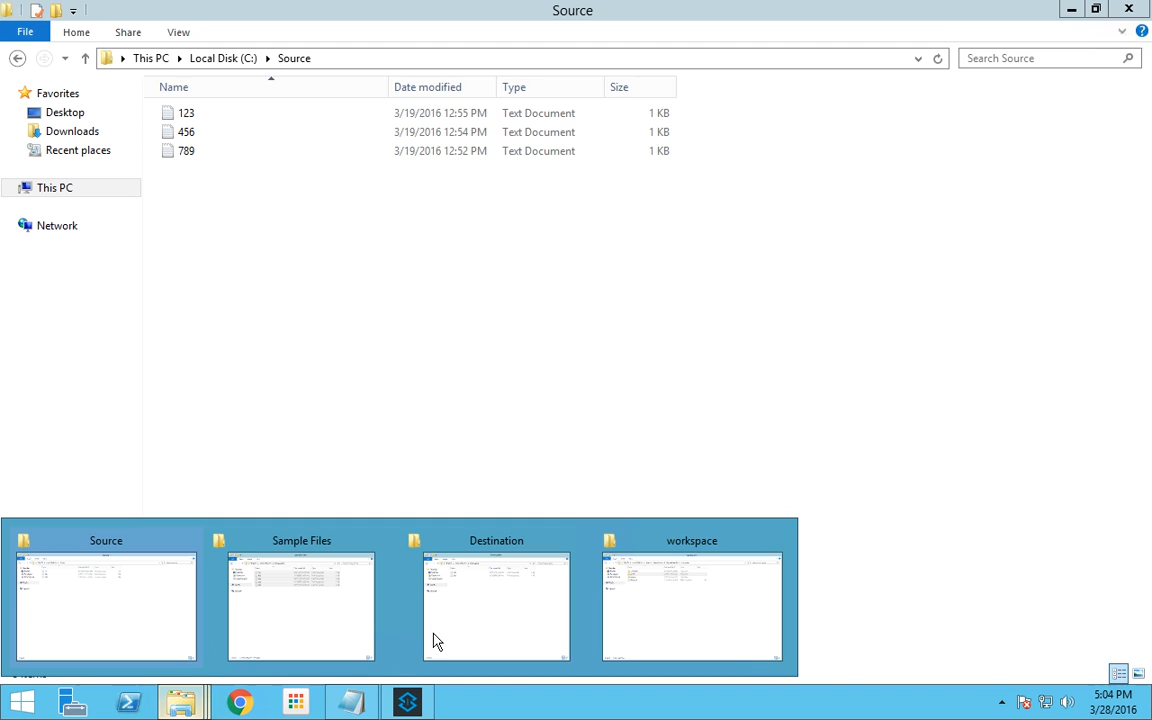 Source
File Home Share View
This PC Local Disk (C:) Source
Search Source
Favorites
Desktop
Downloads
Recent places
This PC
Network
Name Date modified Type Size
123 3/19/2016 12:55 PM Text Document 1 KB
456 3/19/2016 12:54 PM Text Document 1 KB
789 3/19/2016 12:52 PM Text Document 1 KB
Source Sample Files Destination workspace
5:04 PM
3/28/2016